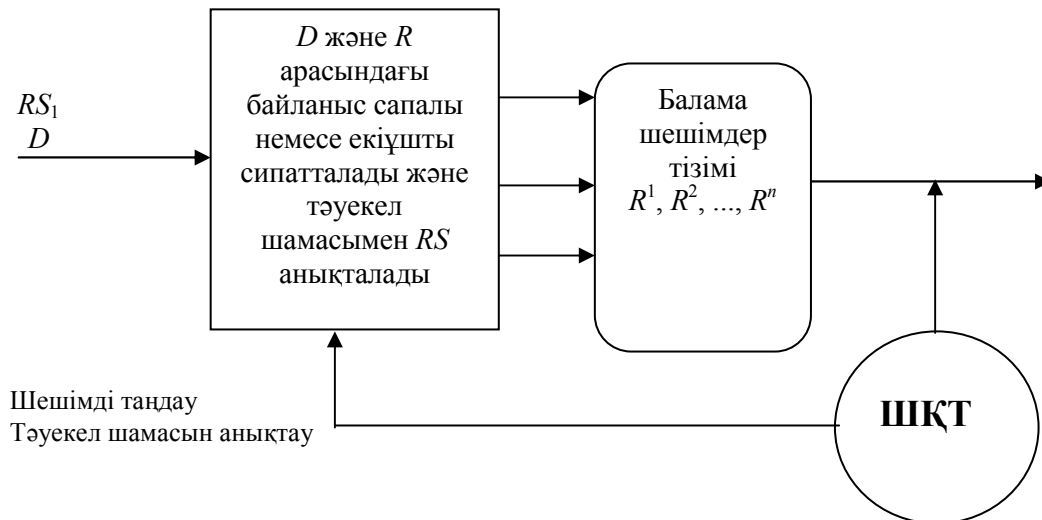 RS₁
D
D және R
арасындағы
байланыс сапалы
немесе екіұшты
сипатталады және
тәуекел
шамасымен RS
анықталады
Балама
шешімдер
тізімі
R¹, R², ..., Rⁿ
Шешімді таңдау
Тәуекел шамасын анықтау
ШҚТ